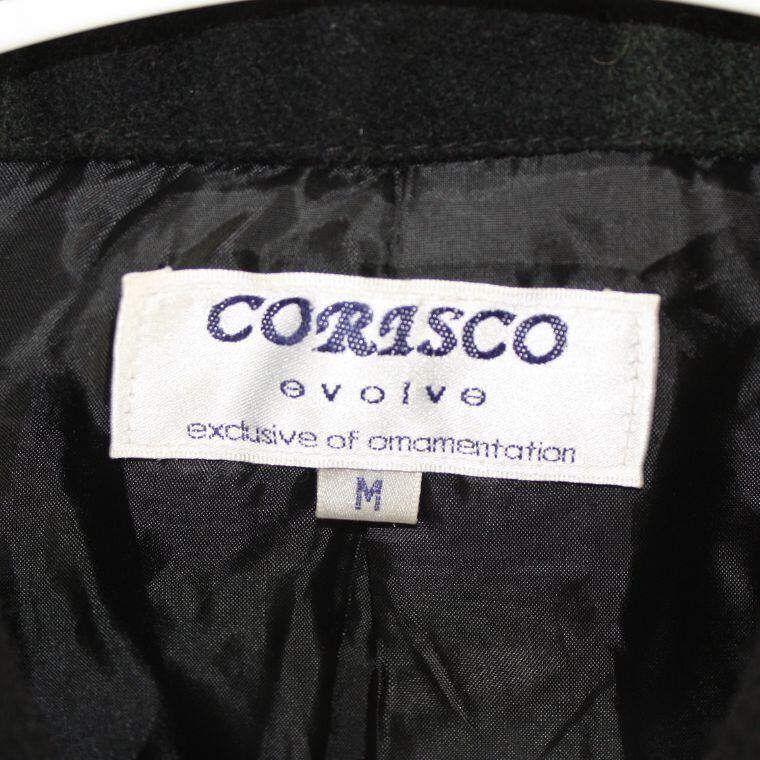 CORISCO
evolve
exclusive of ornamentation
M